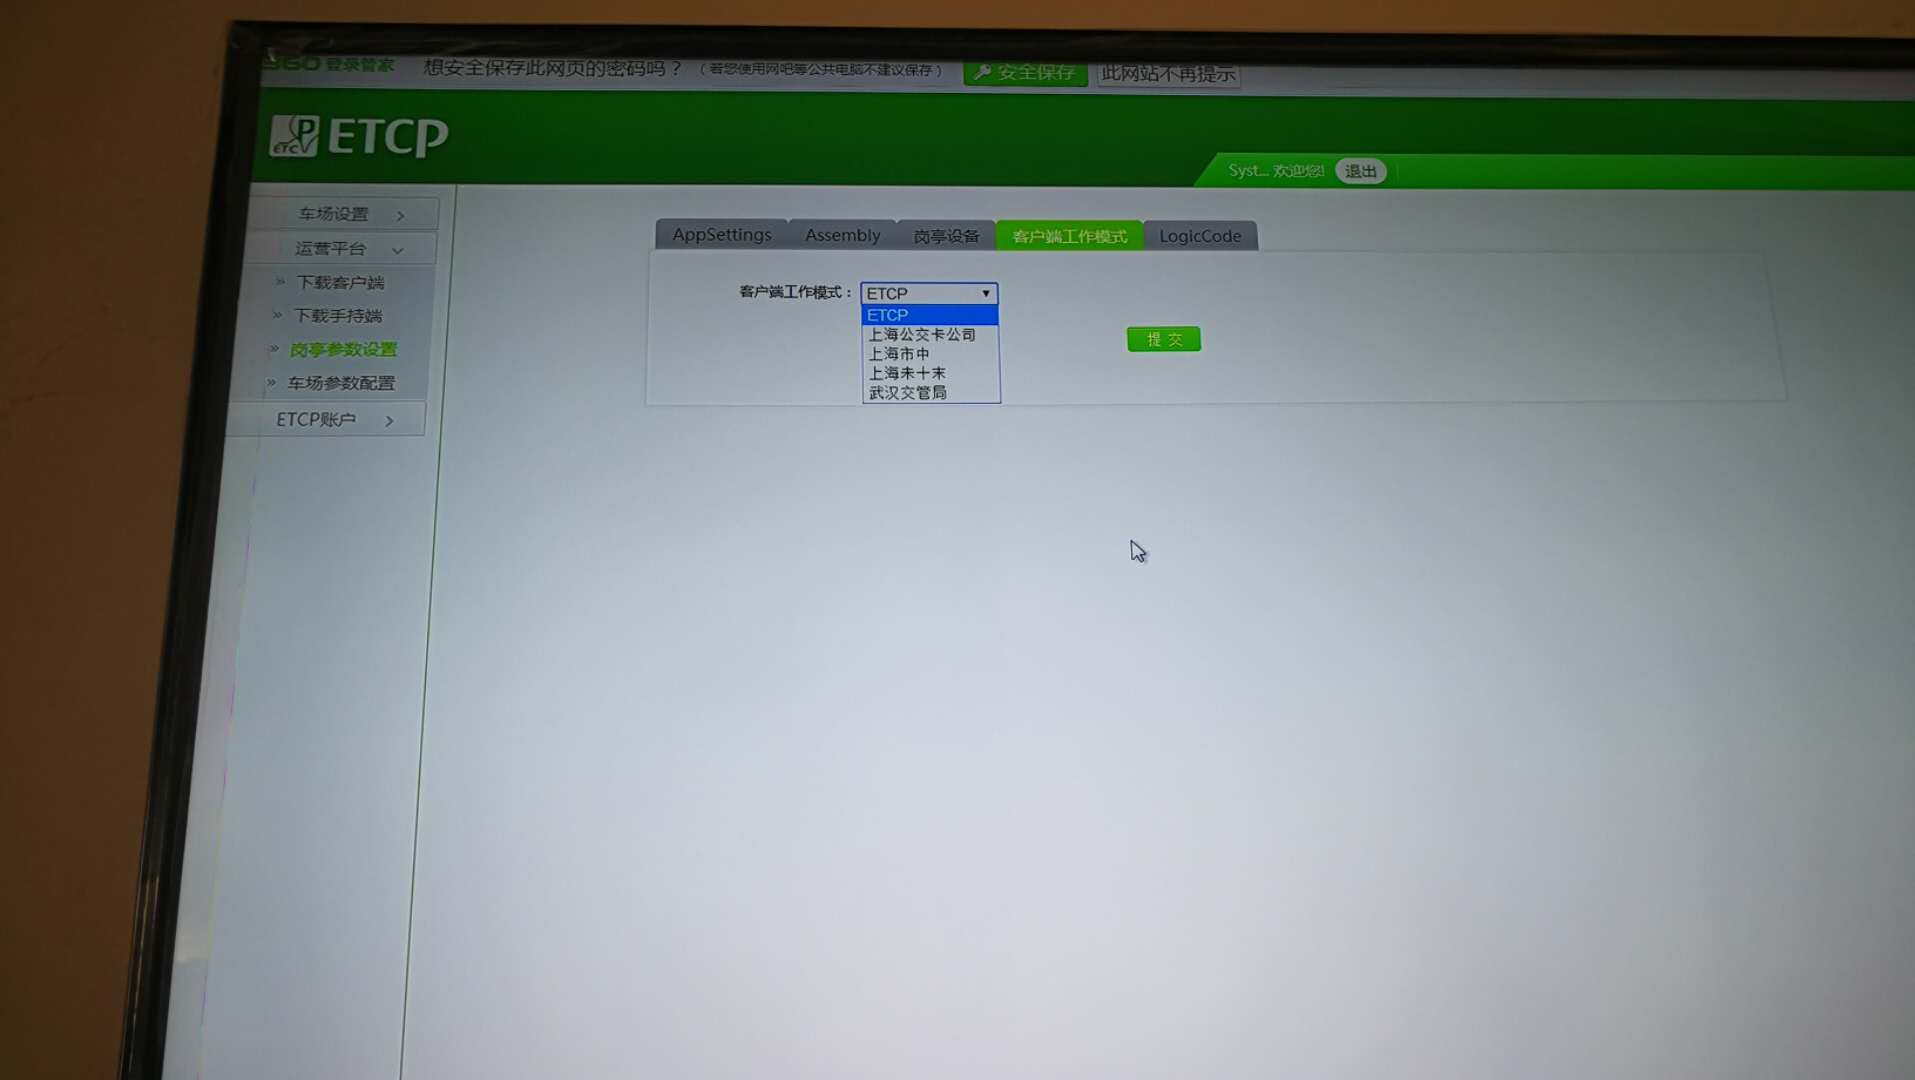 360登录管家 想安全保存此网页的密码吗？ （若您使用网吧等公共电脑不建议保存） 安全保存 此网站不再提示
P ETC ETCP
Syst... 欢迎您! 退出
车场设置
运营平台
下载客户端
下载手持端
岗亭参数设置
车场参数配置
ETCP账户
AppSettings Assembly 岗亭设备 客户端工作模式 LogicCode
客户端工作模式： ETCP
ETCP
上海公交卡公司
上海市中
上海未十末
武汉交管局
提 交